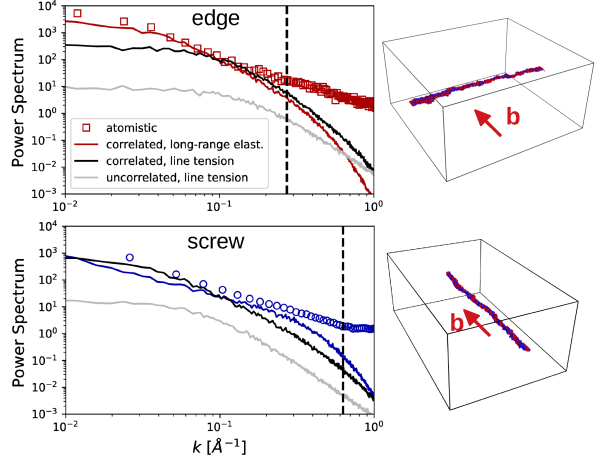 edge
Power Spectrum
10⁴
10³
10²
10¹
10⁰
10⁻¹
10⁻²
10⁻³
atomistic
correlated, long-range elast.
correlated, line tension
uncorrelated, line tension
10⁻² 10⁻¹ 10⁰
b
screw
Power Spectrum
10⁴
10³
10²
10¹
10⁰
10⁻¹
10⁻²
10⁻³
10⁻² 10⁻¹ 10⁰
k [Å⁻¹]
b